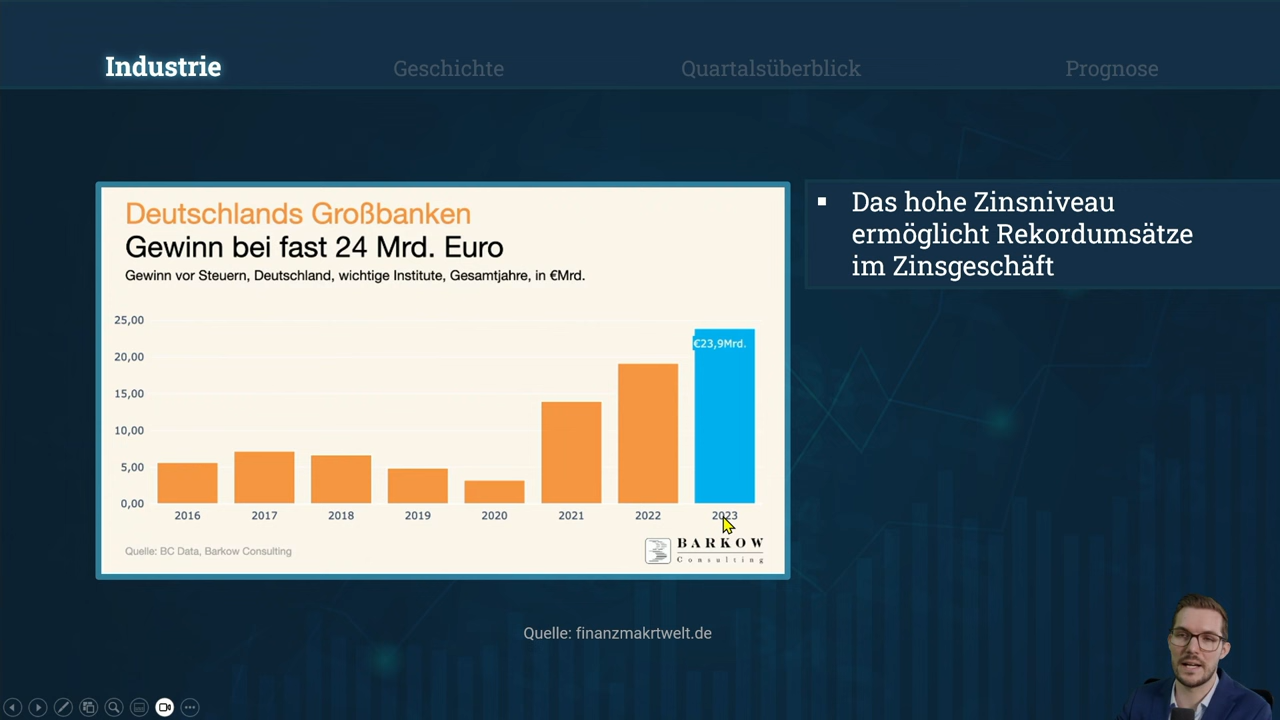 Industrie
Geschichte
Quartalsüberblick
Prognose
Deutschlands Großbanken
Gewinn bei fast 24 Mrd. Euro
Gewinn vor Steuern, Deutschland, wichtige Institute, Gesamtjahre, in €Mrd.
25,00
20,00
15,00
10,00
5,00
0,00
€23,9Mrd.
2016
2017
2018
2019
2020
2021
2022
2023
Quelle: BC Data, Barkow Consulting
BARKOW
Consulting
▪ Das hohe Zinsniveau
ermöglicht Rekordumsätze
im Zinsgeschäft
Quelle: finanzmakrtwelt.de